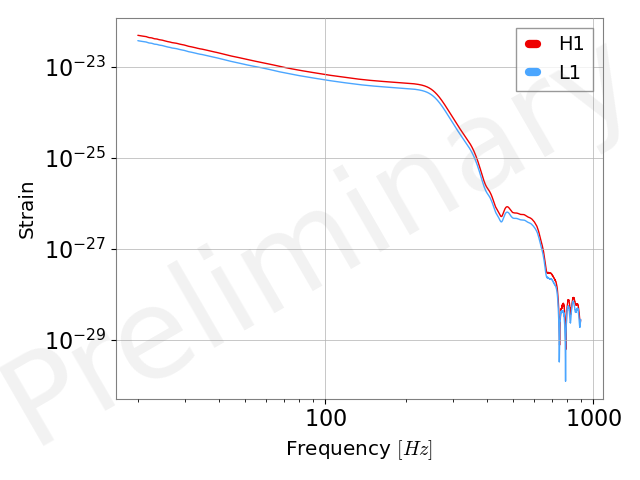 H1
L1
10^{-23}
10^{-25}
10^{-27}
10^{-29}
Strain
100
1000
Frequency [Hz]
Preliminary